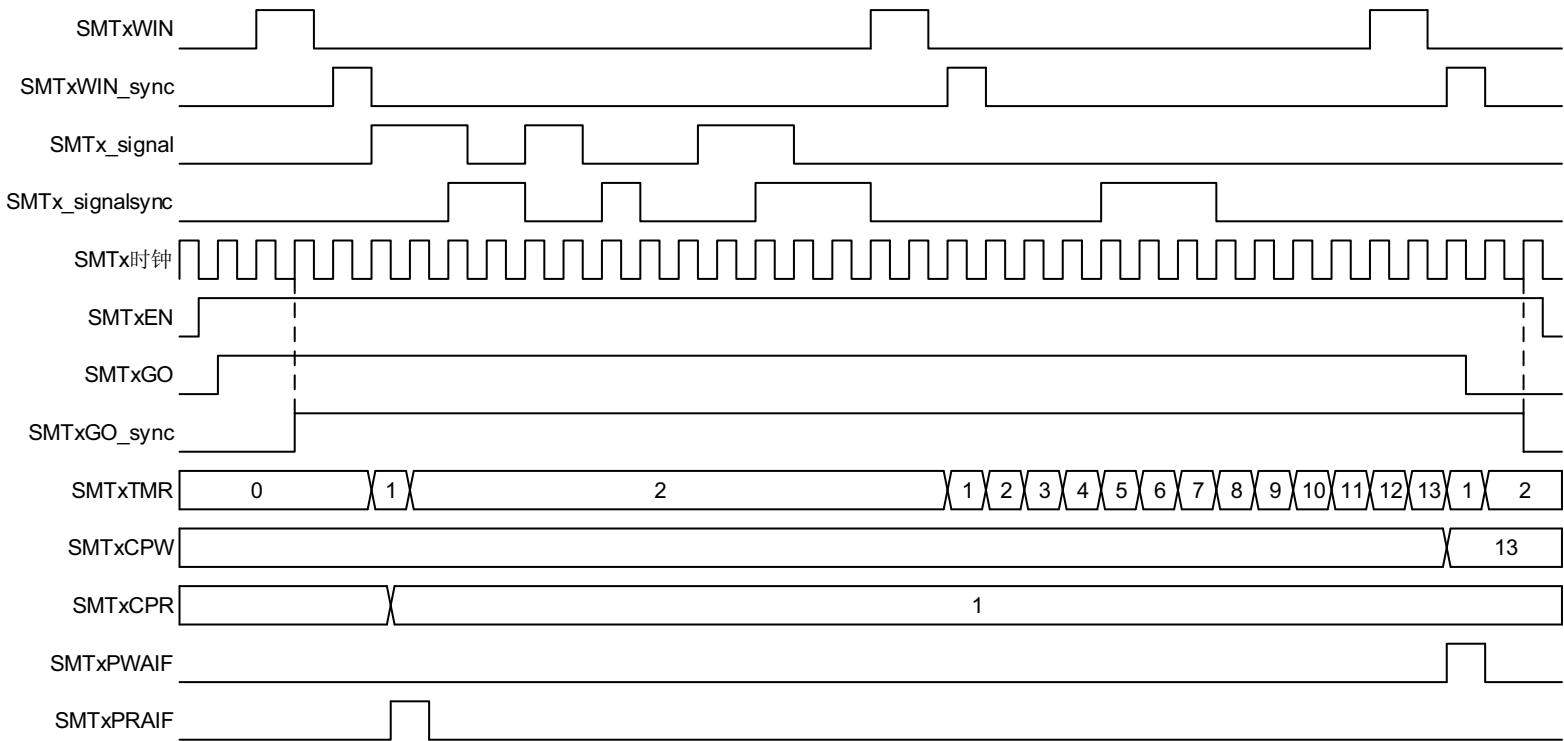 SMTxWIN
SMTxWIN_sync
SMTx_signal
SMTx_signalsync
SMTx时钟
SMTxEN
SMTxGO
SMTxGO_sync
SMTxTMR 0 1 2 1 2 3 4 5 6 7 8 9 10 11 12 13 1 2
SMTxCPW 13
SMTxCPR 1
SMTxPWAIF
SMTxPRAIF